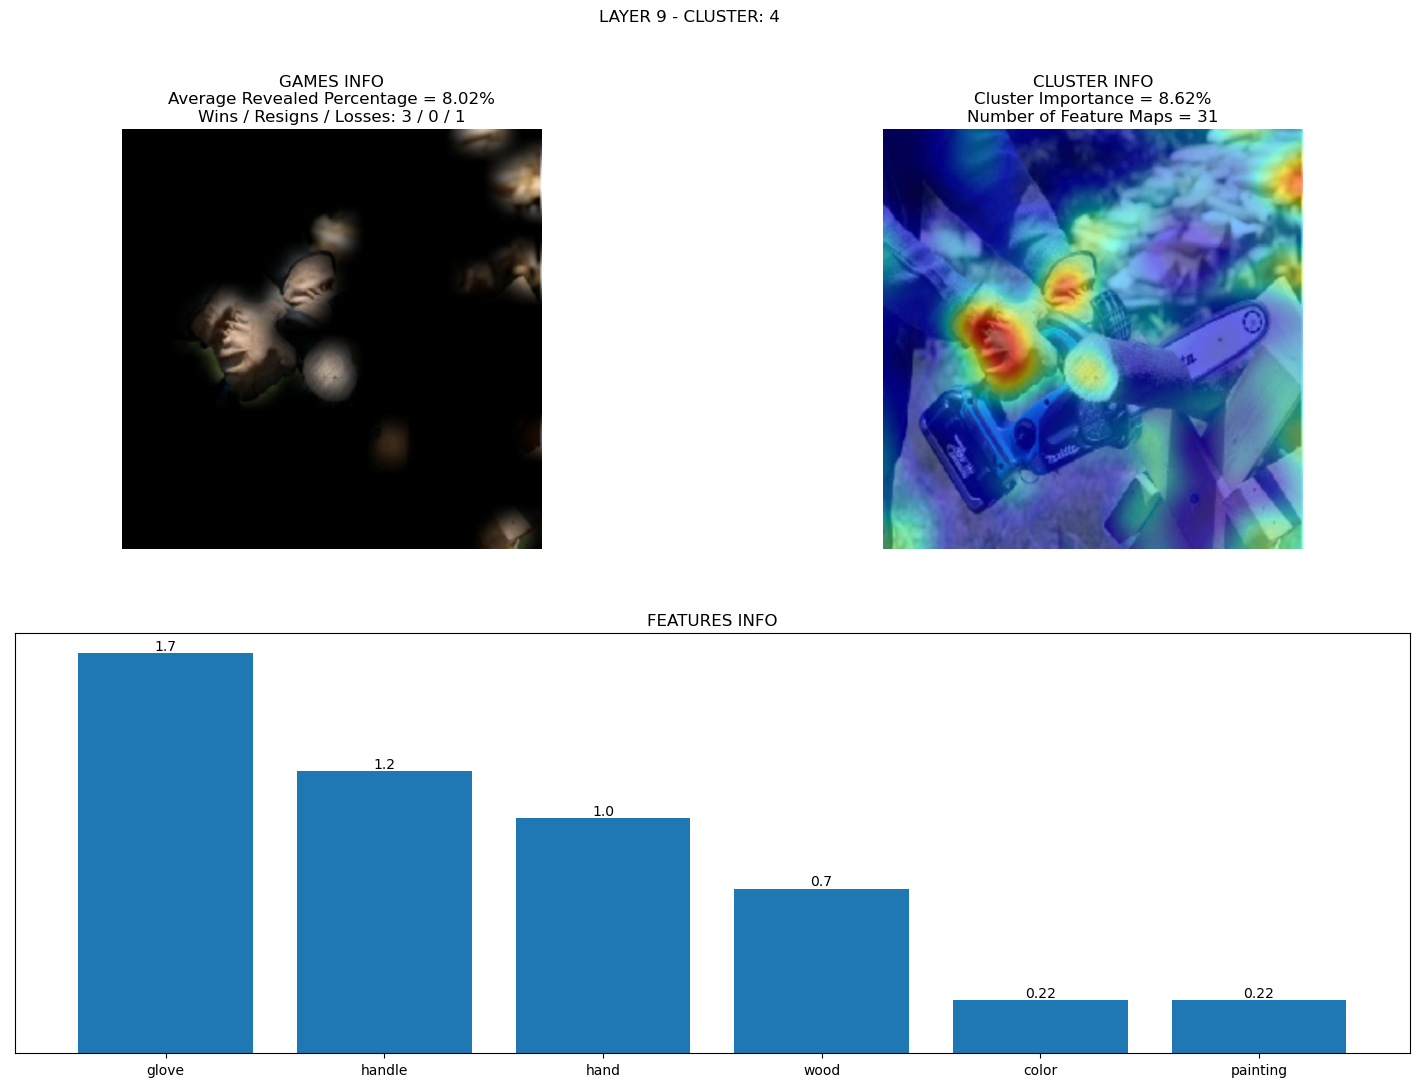 LAYER 9 - CLUSTER: 4
GAMES INFO
Average Revealed Percentage = 8.02%
Wins / Resigns / Losses: 3 / 0 / 1
CLUSTER INFO
Cluster Importance = 8.62%
Number of Feature Maps = 31
makita
FEATURES INFO
1.7
1.2
1.0
0.7
0.22
0.22
glove
handle
hand
wood
color
painting